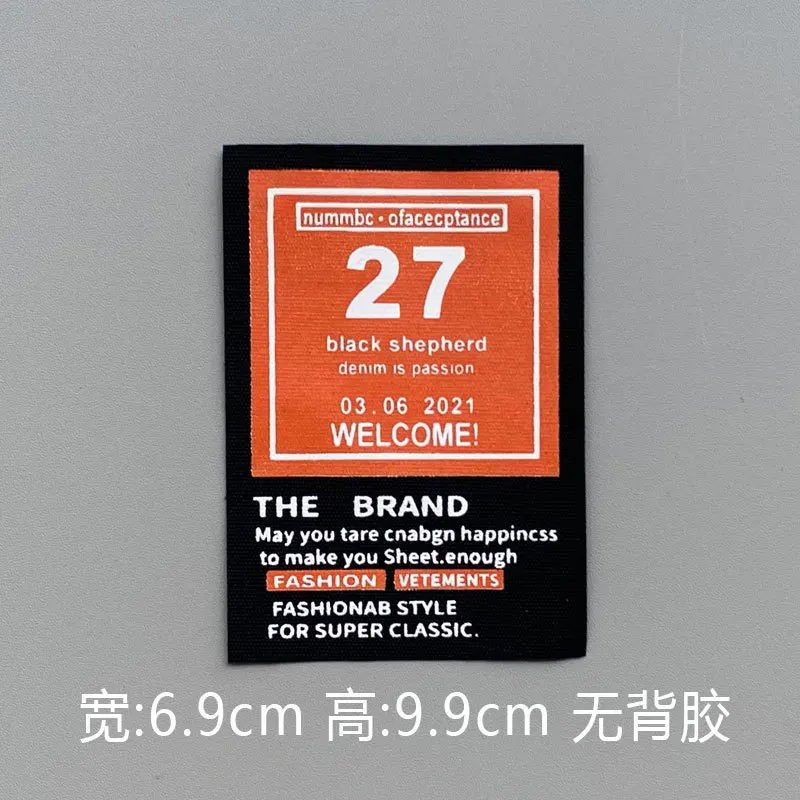 nummbc • ofacecptance
27
black shepherd
denim is passion
03.06 2021
WELCOME!
THE BRAND
May you tare cnabgn happincss
to make you Sheet.enough
FASHION VETEMENTS
FASHIONAB STYLE
FOR SUPER CLASSIC.
宽:6.9cm 高:9.9cm 无背胶